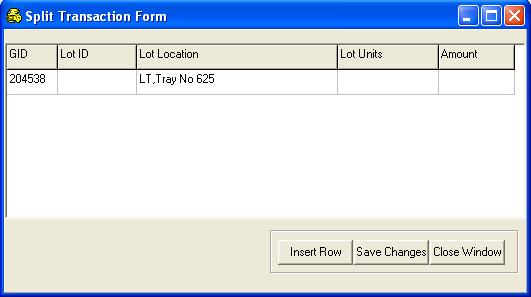 Split Transaction Form
GID Lot ID Lot Location Lot Units Amount
204538 LT,Tray No 625
Insert Row Save Changes Close Window